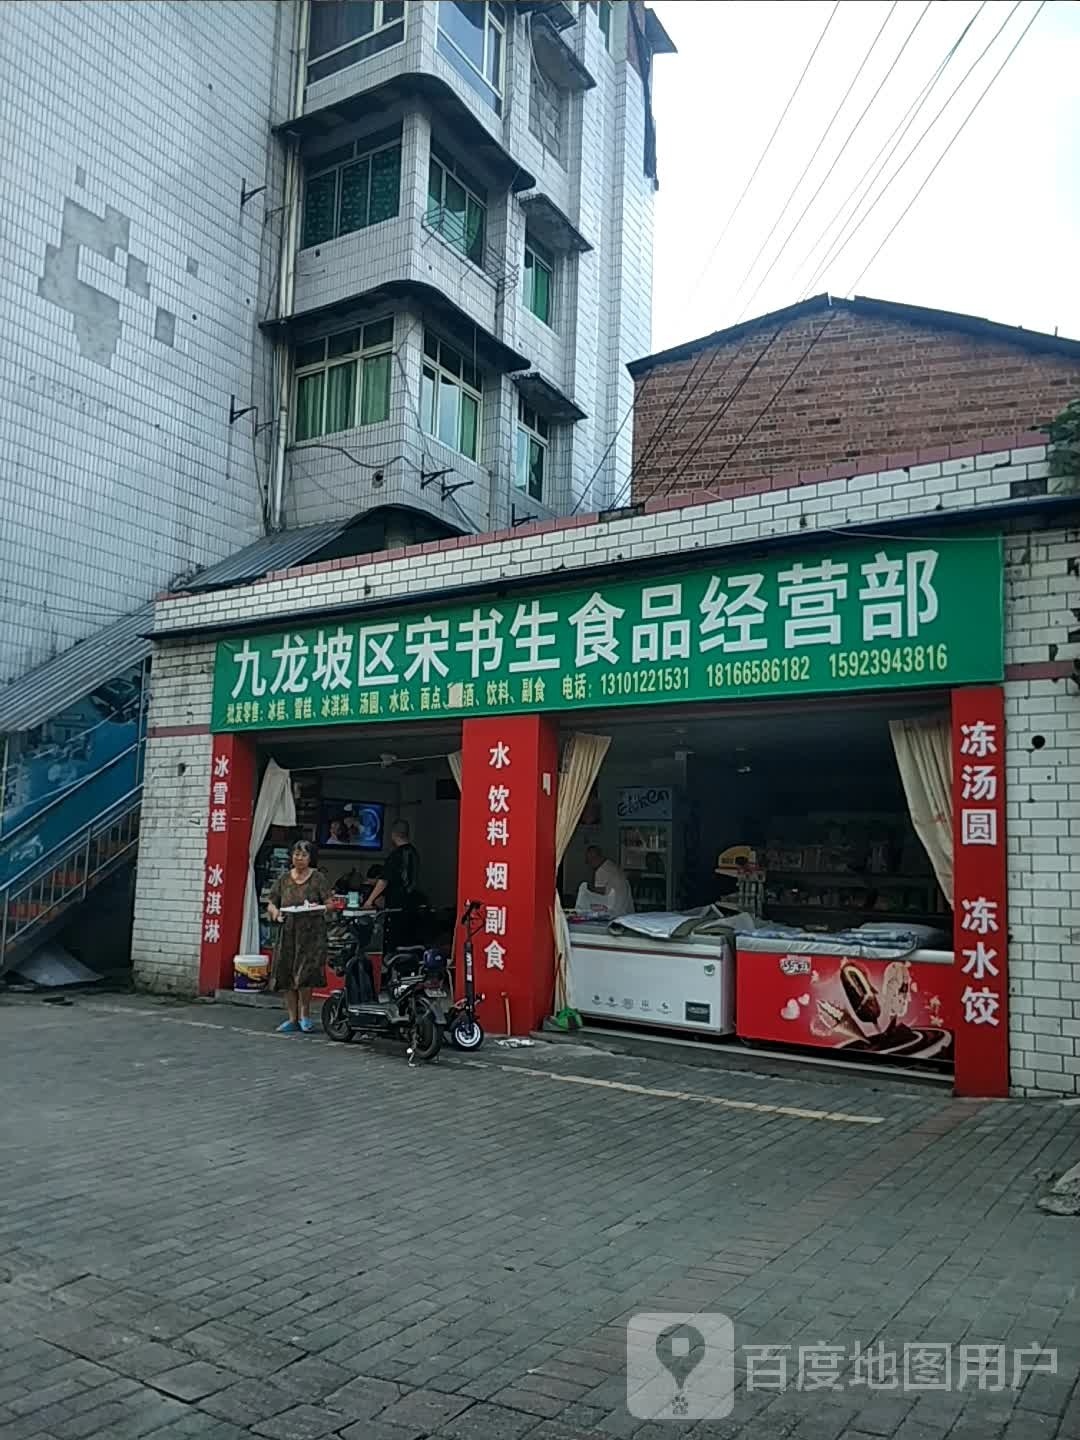 九龙坡区宋书生食品经营部
批发零售：冰糕、雪糕、冰淇淋、汤圆、水饺、面点、酒、饮料、副食 电话：13101221531 18166586182 15923943816
冰雪糕 冰淇淋
水饮料烟副食
冻汤圆 冻水饺
百度地图用户